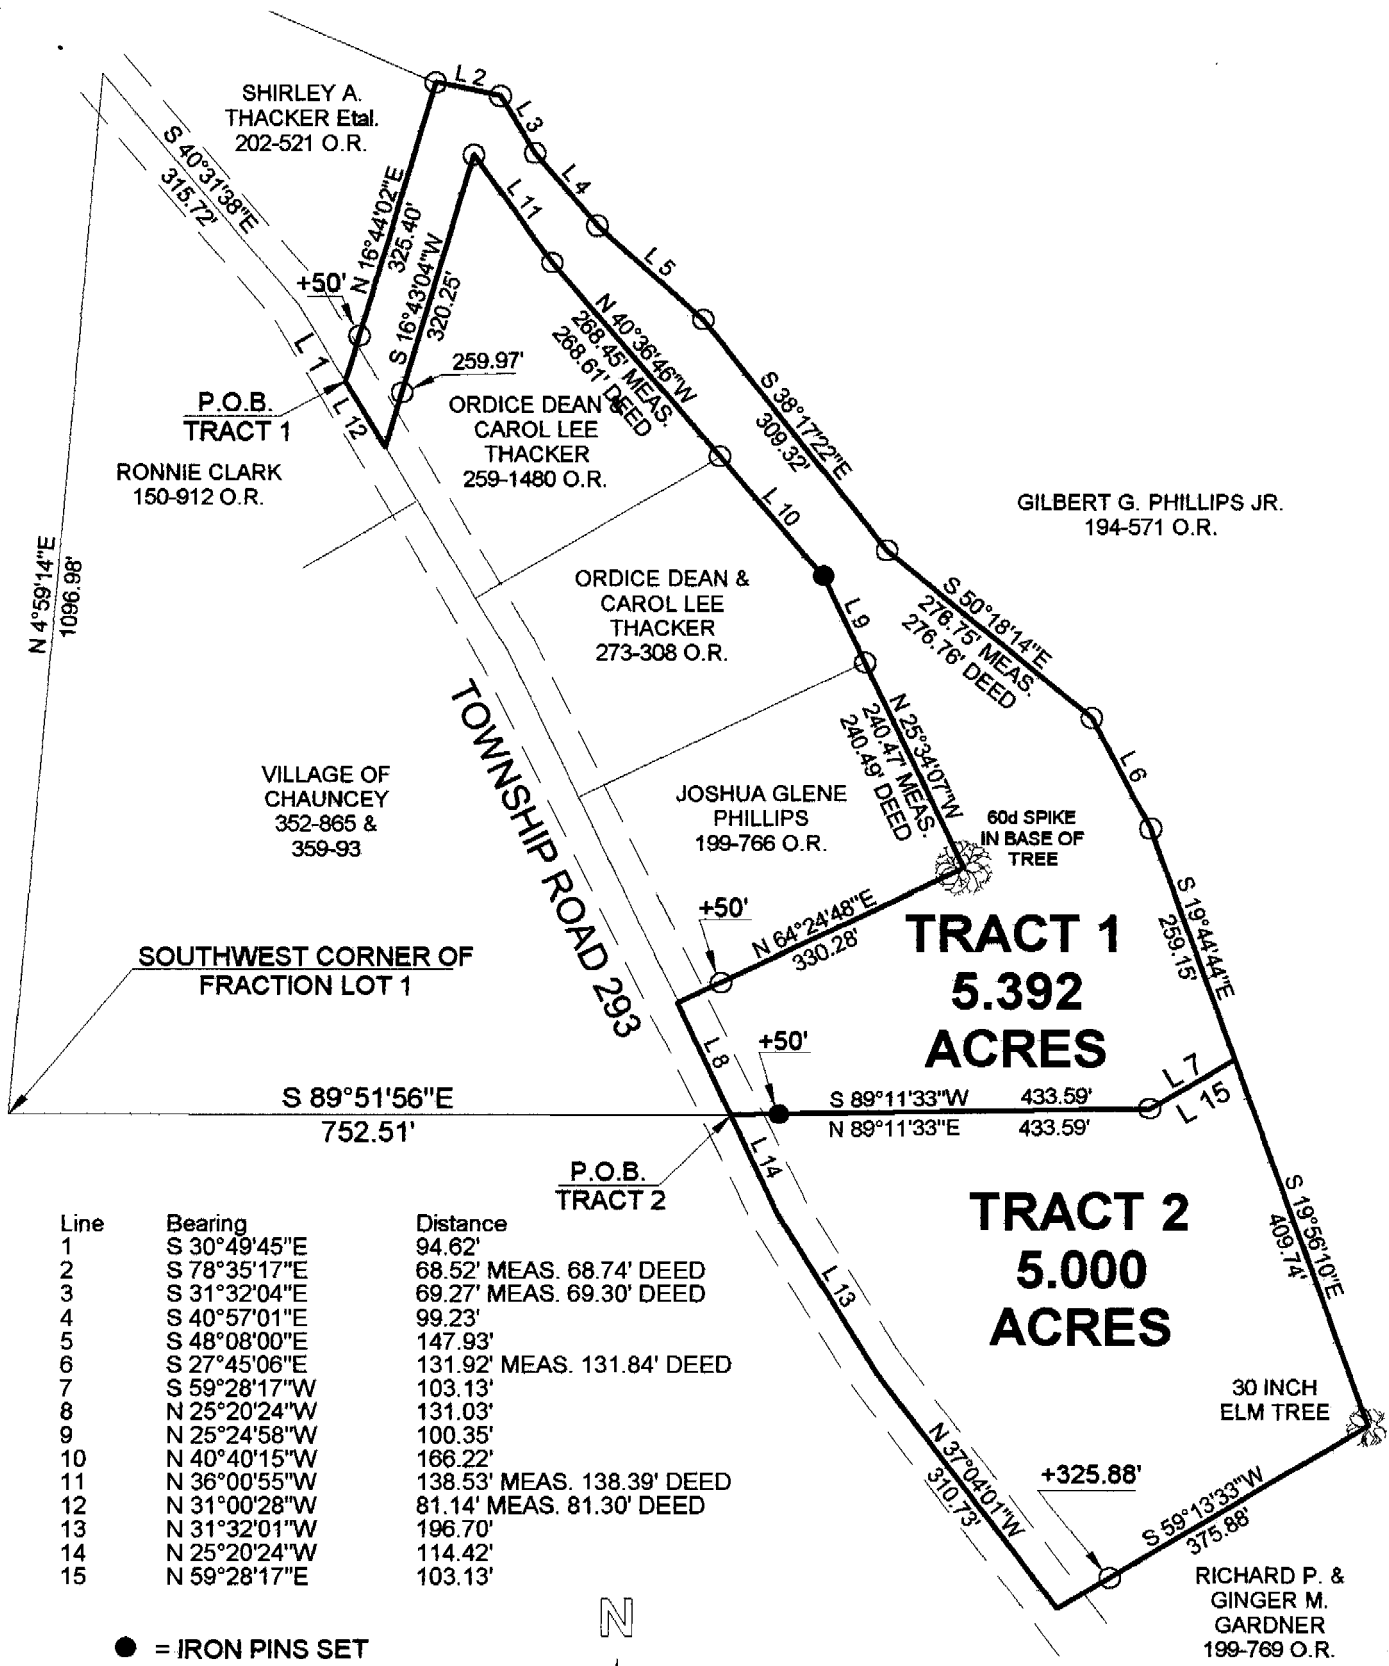 SHIRLEY A.
THACKER Etal.
202-521 O.R.
L 2
L 3
L 4
L 5
L 11
S 40°31'38"E
315.72'
N 16°44'02"E
325.40'
S 16°43'04"W
320.25'
+50'
L 1
L 12
259.97'
P.O.B.
TRACT 1
RONNIE CLARK
150-912 O.R.
ORDICE DEAN &
CAROL LEE
THACKER
259-1480 O.R.
N 40°36'46"W
268.45' MEAS.
268.61' DEED
S 38°17'22"E
309.32'
L 10
GILBERT G. PHILLIPS JR.
194-571 O.R.
N 4°59'14"E
1096.98'
ORDICE DEAN &
CAROL LEE
THACKER
273-308 O.R.
L 9
S 50°18'14"E
276.75' MEAS.
276.76' DEED
N 25°34'07"W
240.47' MEAS.
240.49' DEED
L 6
TOWNSHIP ROAD 293
VILLAGE OF
CHAUNCEY
352-865 &
359-93
JOSHUA GLENE
PHILLIPS
199-766 O.R.
60d SPIKE
IN BASE OF
TREE
S 19°44'44"E
259.15'
+50'
N 64°24'48"E
330.28'
TRACT 1
5.392
ACRES
SOUTHWEST CORNER OF
FRACTION LOT 1
L 8
+50'
L 7
L 15
S 89°51'56"E
752.51'
S 89°11'33"W 433.59'
N 89°11'33"E 433.59'
L 14
P.O.B.
TRACT 2
TRACT 2
5.000
ACRES
S 19°56'10"E
409.74'
L 13
30 INCH
ELM TREE
N 37°04'01"W
310.73'
+325.88'
S 59°13'33"W
375.88'
RICHARD P. &
GINGER M.
GARDNER
199-769 O.R.
Line Bearing Distance
1 S 30°49'45"E 94.62'
2 S 78°35'17"E 68.52' MEAS. 68.74' DEED
3 S 31°32'04"E 69.27' MEAS. 69.30' DEED
4 S 40°57'01"E 99.23'
5 S 48°08'00"E 147.93'
6 S 27°45'06"E 131.92' MEAS. 131.84' DEED
7 S 59°28'17"W 103.13'
8 N 25°20'24"W 131.03'
9 N 25°24'58"W 100.35'
10 N 40°40'15"W 166.22'
11 N 36°00'55"W 138.53' MEAS. 138.39' DEED
12 N 31°00'28"W 81.14' MEAS. 81.30' DEED
13 N 31°32'01"W 196.70'
14 N 25°20'24"W 114.42'
15 N 59°28'17"E 103.13'
N
= IRON PINS SET